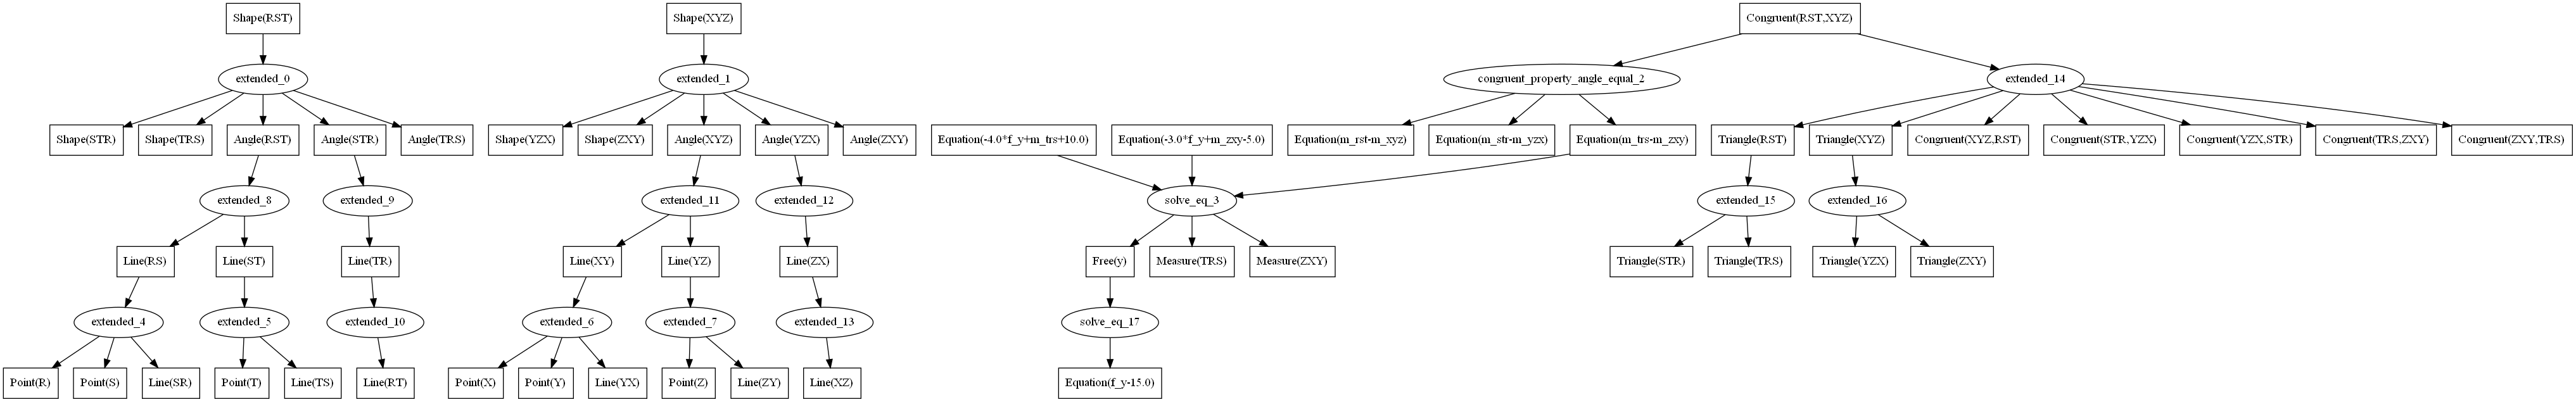 Shape(RST)
Shape(XYZ)
Congruent(RST,XYZ)
extended_0
extended_1
congruent_property_angle_equal_2
extended_14
Shape(STR)
Shape(TRS)
Angle(RST)
Angle(STR)
Angle(TRS)
Shape(YZX)
Shape(ZXY)
Angle(XYZ)
Angle(YZX)
Angle(ZXY)
Equation(-4.0*f_y+m_trs+10.0)
Equation(-3.0*f_y+m_zxy-5.0)
Equation(m_rst-m_xyz)
Equation(m_str-m_yzx)
Equation(m_trs-m_zxy)
Triangle(RST)
Triangle(XYZ)
Congruent(XYZ,RST)
Congruent(STR,YZX)
Congruent(YZX,STR)
Congruent(TRS,ZXY)
Congruent(ZXY,TRS)
extended_8
extended_9
extended_11
extended_12
solve_eq_3
extended_15
extended_16
Line(RS)
Line(ST)
Line(TR)
Line(XY)
Line(YZ)
Line(ZX)
Free(y)
Measure(TRS)
Measure(ZXY)
Triangle(STR)
Triangle(TRS)
Triangle(YZX)
Triangle(ZXY)
extended_4
extended_5
extended_10
extended_6
extended_7
extended_13
solve_eq_17
Point(R)
Point(S)
Line(SR)
Point(T)
Line(TS)
Line(RT)
Point(X)
Point(Y)
Line(YX)
Point(Z)
Line(ZY)
Line(XZ)
Equation(f_y-15.0)